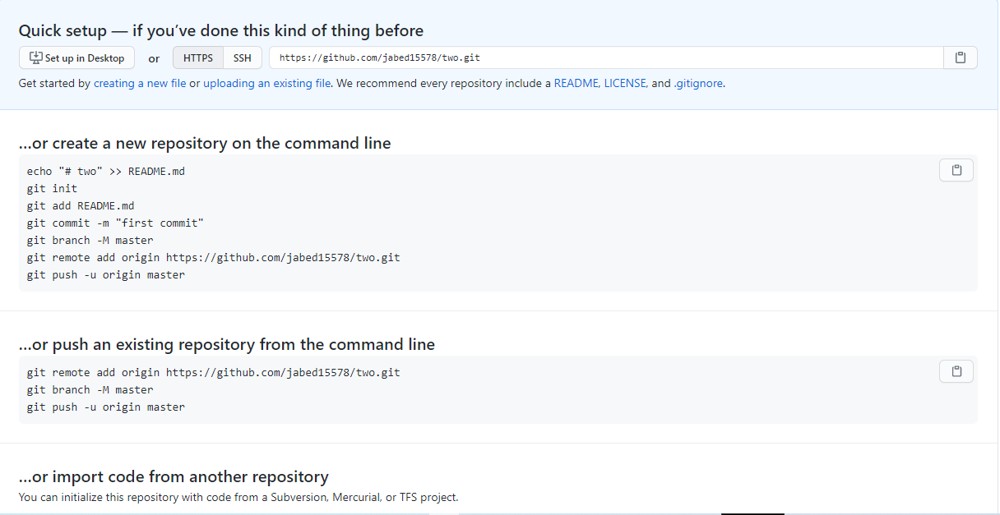 Quick setup — if you’ve done this kind of thing before
Set up in Desktop or HTTPS SSH https://github.com/jabed15578/two.git
Get started by creating a new file or uploading an existing file. We recommend every repository include a README, LICENSE, and .gitignore.
…or create a new repository on the command line
echo "# two" >> README.md
git init
git add README.md
git commit -m "first commit"
git branch -M master
git remote add origin https://github.com/jabed15578/two.git
git push -u origin master
…or push an existing repository from the command line
git remote add origin https://github.com/jabed15578/two.git
git branch -M master
git push -u origin master
…or import code from another repository
You can initialize this repository with code from a Subversion, Mercurial, or TFS project.